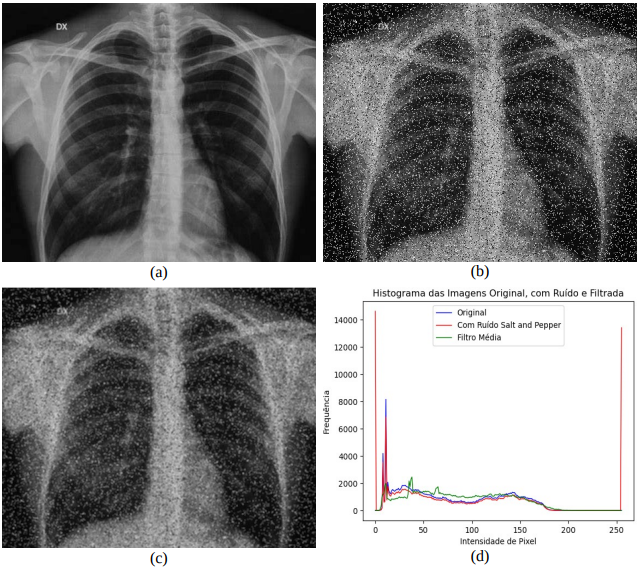 DX
DX
(a)
(b)
DX
Histograma das Imagens Original, com Ruído e Filtrada
Original
Com Ruído Salt and Pepper
Filtro Média
14000
12000
10000
8000
6000
4000
2000
0
Frequência
0
50
100
150
200
250
Intensidade de Pixel
(c)
(d)